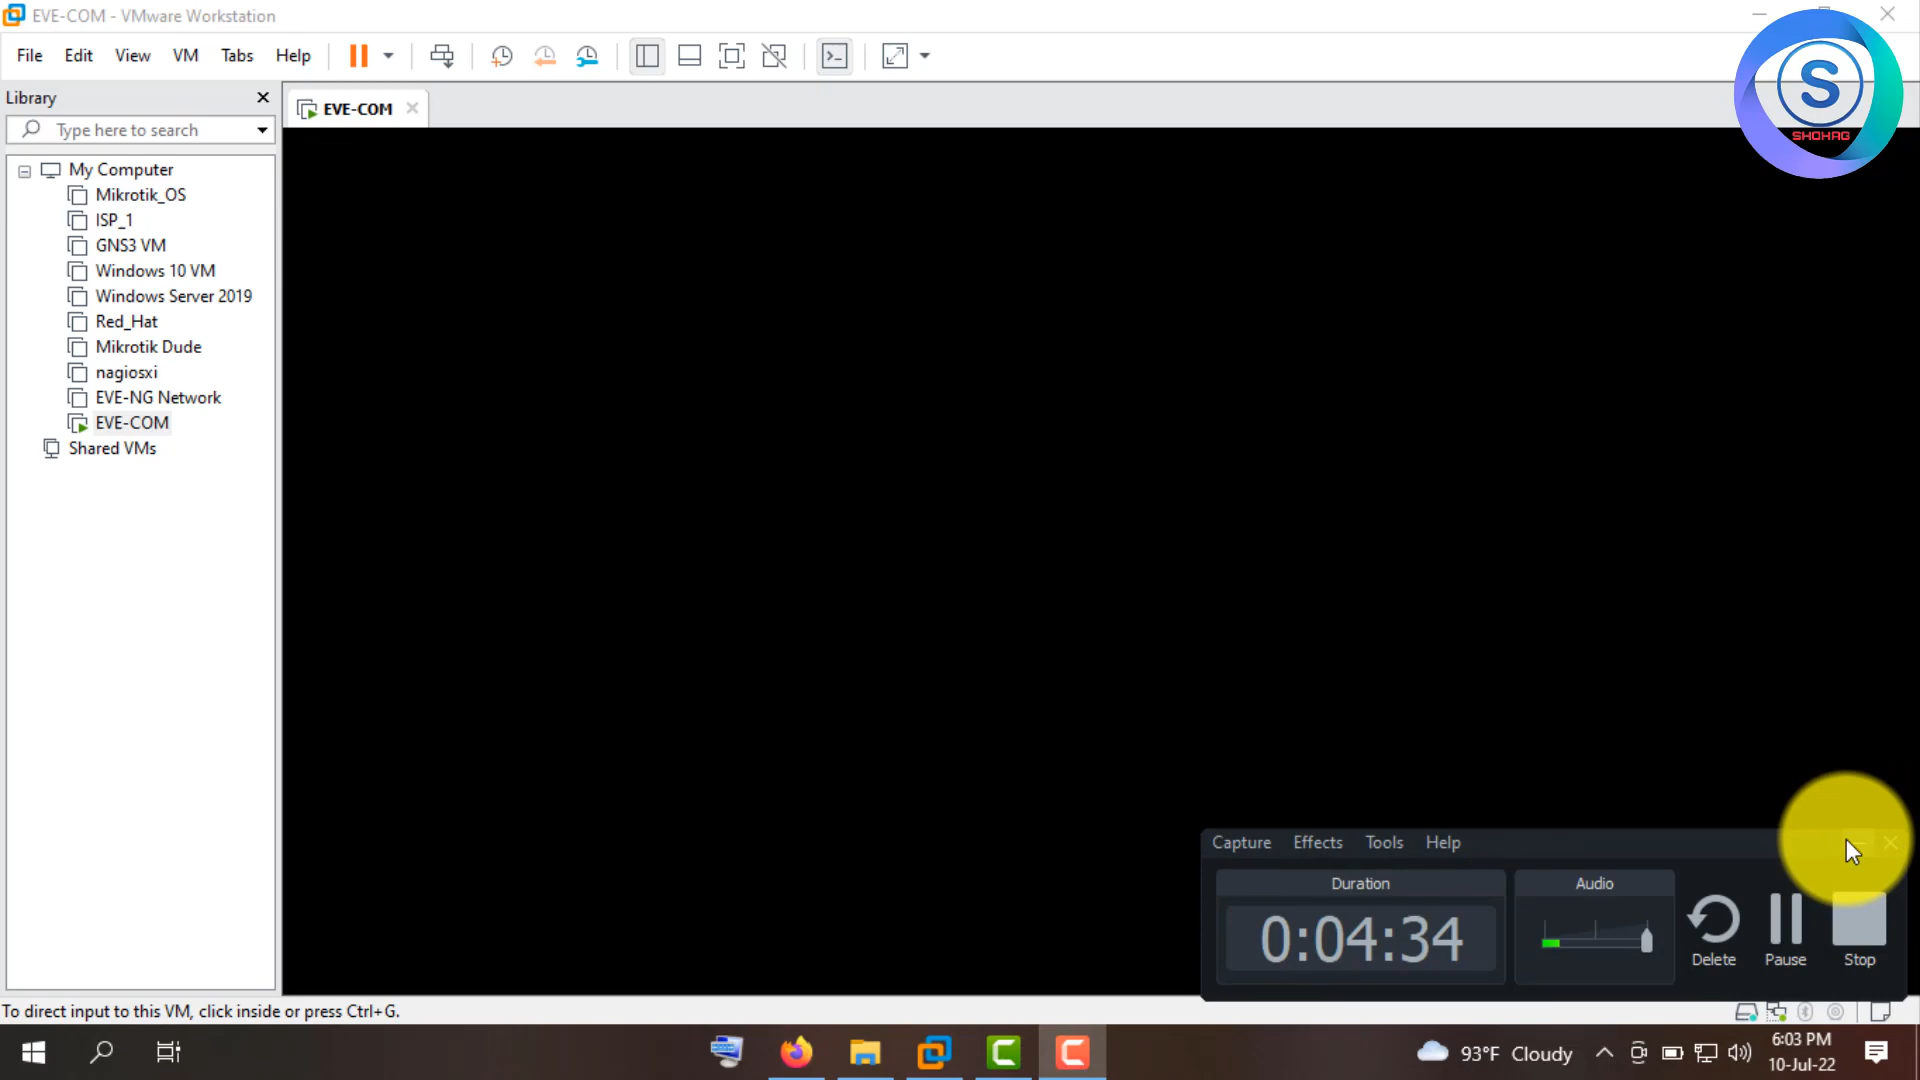 EVE-COM - VMware Workstation
File Edit View VM Tabs Help
S
SHOHAG
Library
EVE-COM
Type here to search
My Computer
Mikrotik_OS
ISP_1
GNS3 VM
Windows 10 VM
Windows Server 2019
Red_Hat
Mikrotik Dude
nagiosxi
EVE-NG Network
EVE-COM
Shared VMs
Capture Effects Tools Help
Duration
Audio
0:04:34
Delete
Pause
Stop
To direct input to this VM, click inside or press Ctrl+G.
93°F Cloudy
6:03 PM
10-Jul-22